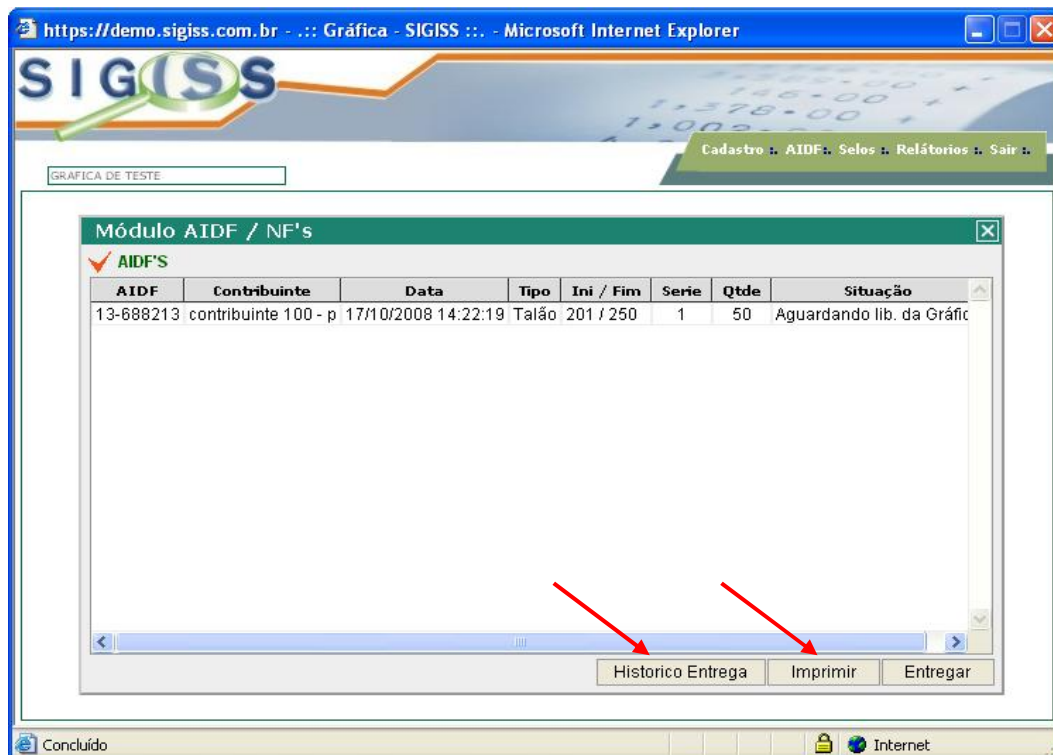 https://demo.sigiss.com.br - .:: Gráfica - SIGISS ::. - Microsoft Internet Explorer
SIGISS
Cadastro :. AIDF:. Selos :. Relátorios :. Sair :.
GRAFICA DE TESTE
Módulo AIDF / NF's
AIDF'S
AIDF Contribuinte Data Tipo Ini / Fim Serie Qtde Situação
13-688213 contribuinte 100 - p 17/10/2008 14:22:19 Talão 201 / 250 1 50 Aguardando lib. da Gráfic
Historico Entrega Imprimir Entregar
Concluído Internet